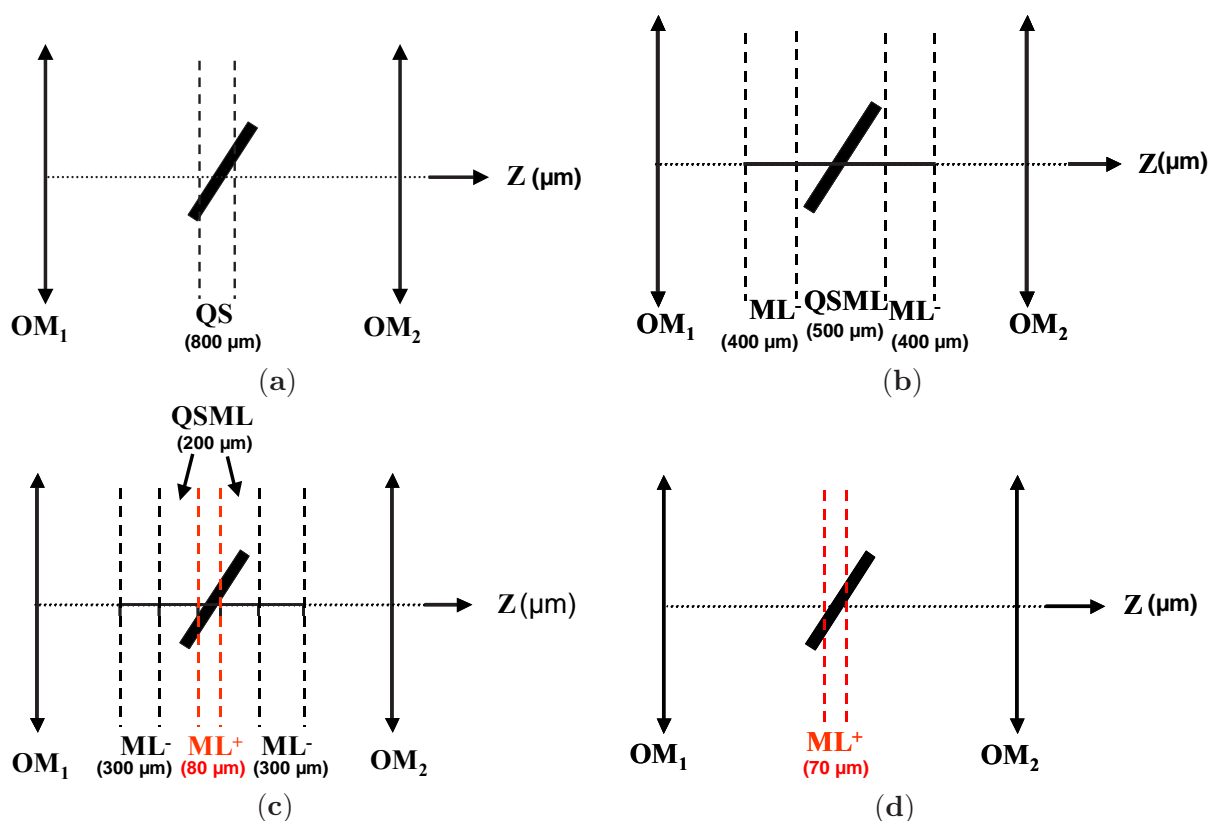 Z (µm)
OM₁
QS
(800 µm)
OM₂
(a)
Z(µm)
OM₁
ML⁻
(400 µm)
QSML
(500 µm)
ML⁻
(400 µm)
OM₂
(b)
QSML
(200 µm)
Z (µm)
OM₁
ML⁻
(300 µm)
ML⁺
(80 µm)
ML⁻
(300 µm)
OM₂
(c)
Z (µm)
OM₁
ML⁺
(70 µm)
OM₂
(d)